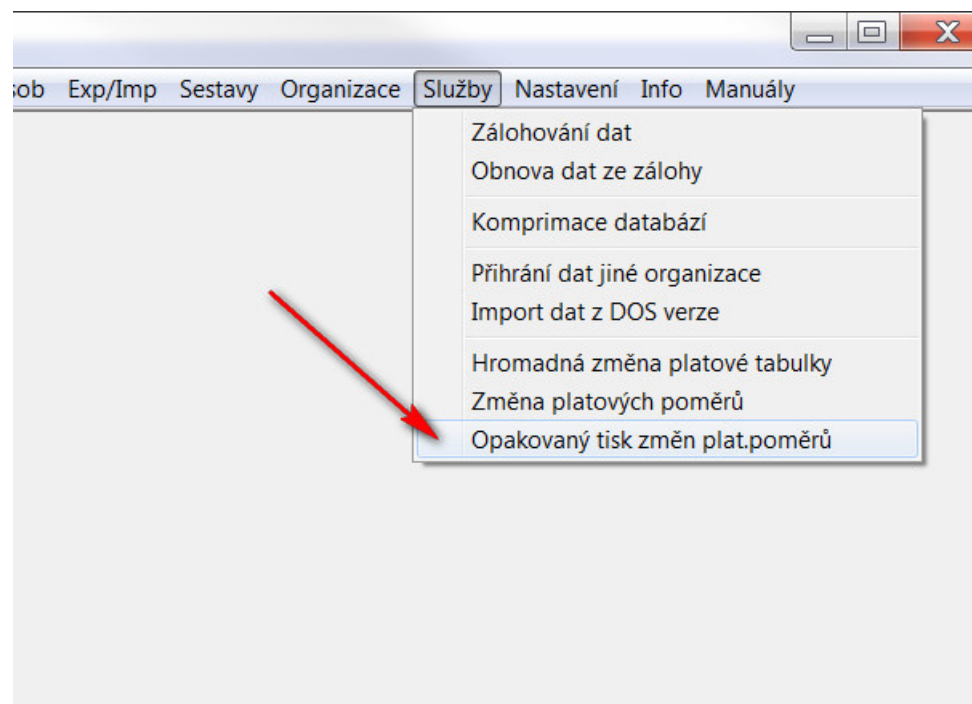 sob Exp/Imp Sestavy Organizace Služby Nastavení Info Manuály
Zálohování dat
Obnova dat ze zálohy
Komprimace databází
Přihrání dat jiné organizace
Import dat z DOS verze
Hromadná změna platové tabulky
Změna platových poměrů
Opakovaný tisk změn plat.poměrů